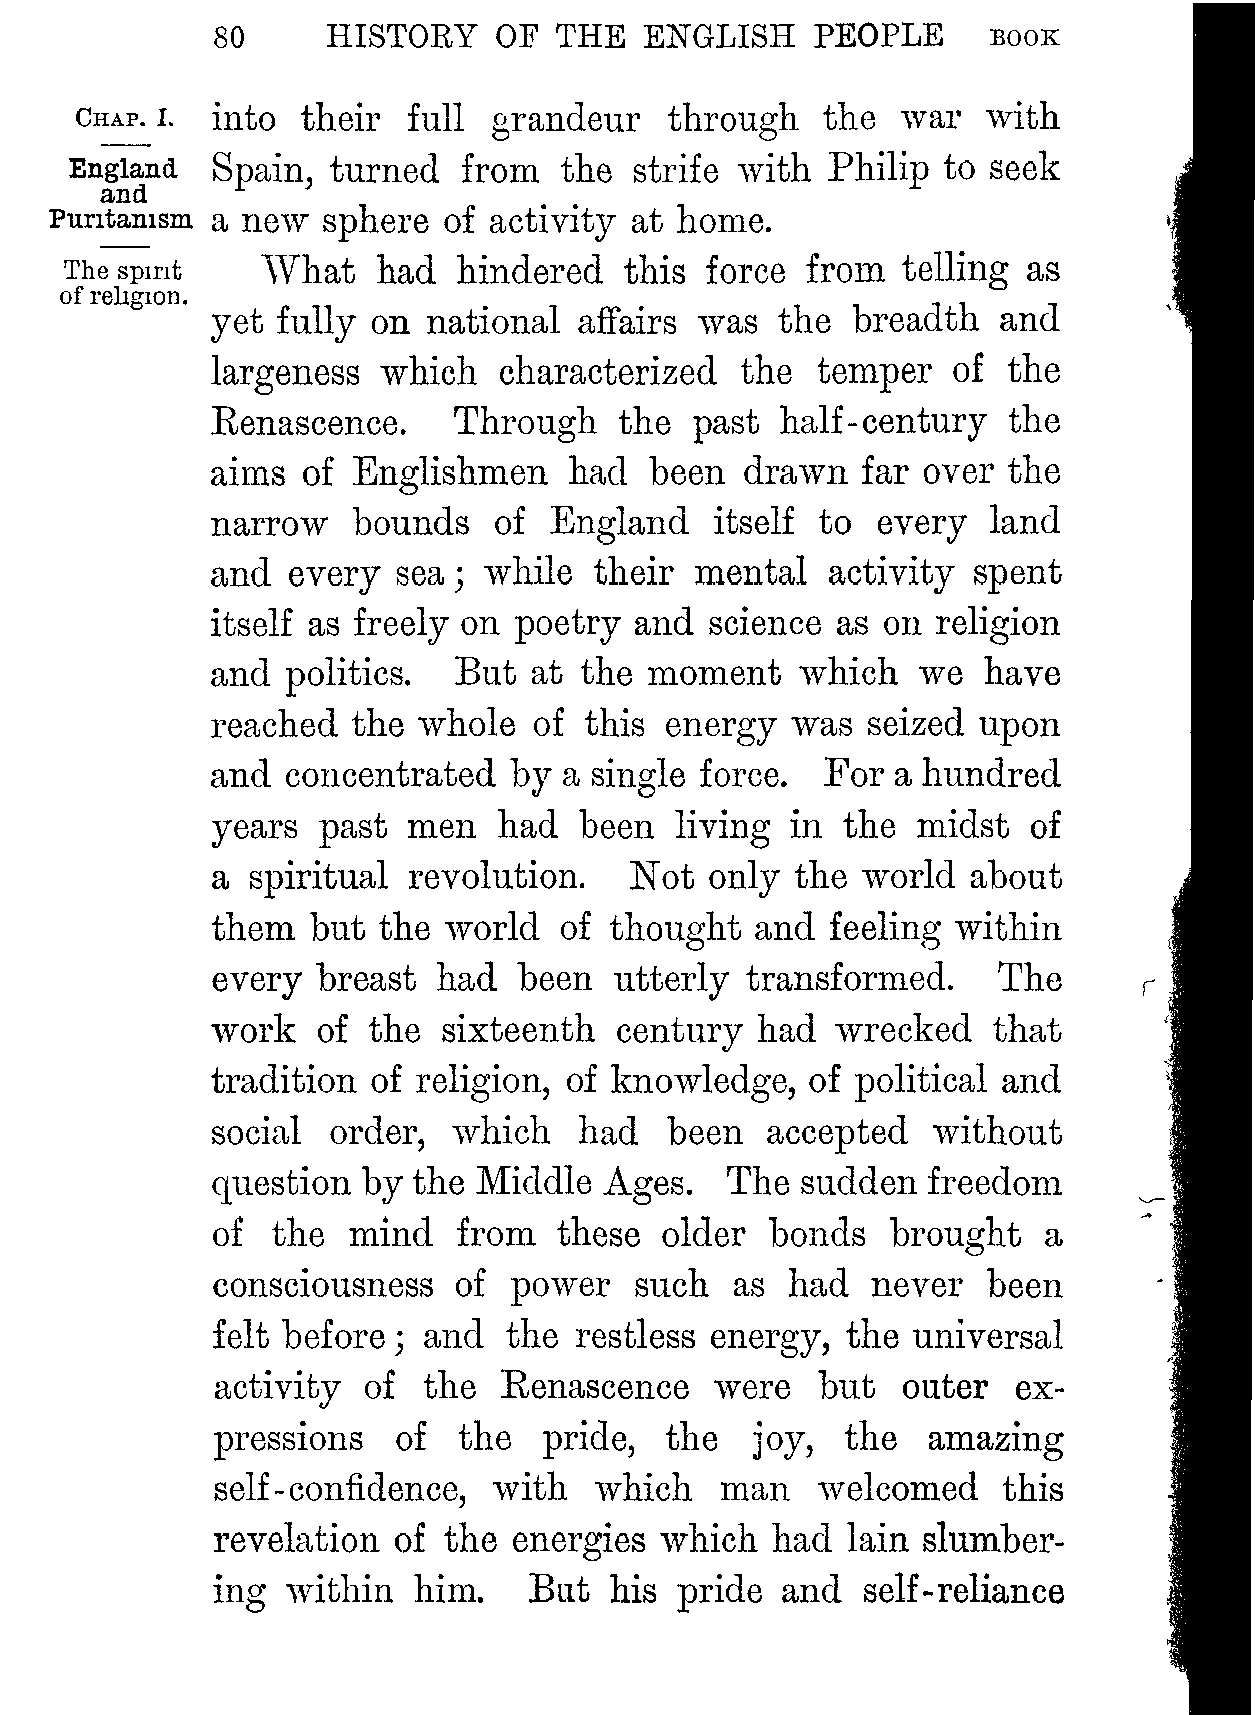 80 HISTORY OF THE ENGLISH PEOPLE BOOK
CHAP. I.
England
and
Puritanism
The spirit
of religion.
into their full grandeur through the war with
Spain, turned from the strife with Philip to seek
a new sphere of activity at home.
What had hindered this force from telling as
yet fully on national affairs was the breadth and
largeness which characterized the temper of the
Renascence. Through the past half-century the
aims of Englishmen had been drawn far over the
narrow bounds of England itself to every land
and every sea; while their mental activity spent
itself as freely on poetry and science as on religion
and politics. But at the moment which we have
reached the whole of this energy was seized upon
and concentrated by a single force. For a hundred
years past men had been living in the midst of
a spiritual revolution. Not only the world about
them but the world of thought and feeling within
every breast had been utterly transformed. The
work of the sixteenth century had wrecked that
tradition of religion, of knowledge, of political and
social order, which had been accepted without
question by the Middle Ages. The sudden freedom
of the mind from these older bonds brought a
consciousness of power such as had never been
felt before; and the restless energy, the universal
activity of the Renascence were but outer ex-
pressions of the pride, the joy, the amazing
self-confidence, with which man welcomed this
revelation of the energies which had lain slumber-
ing within him. But his pride and self-reliance